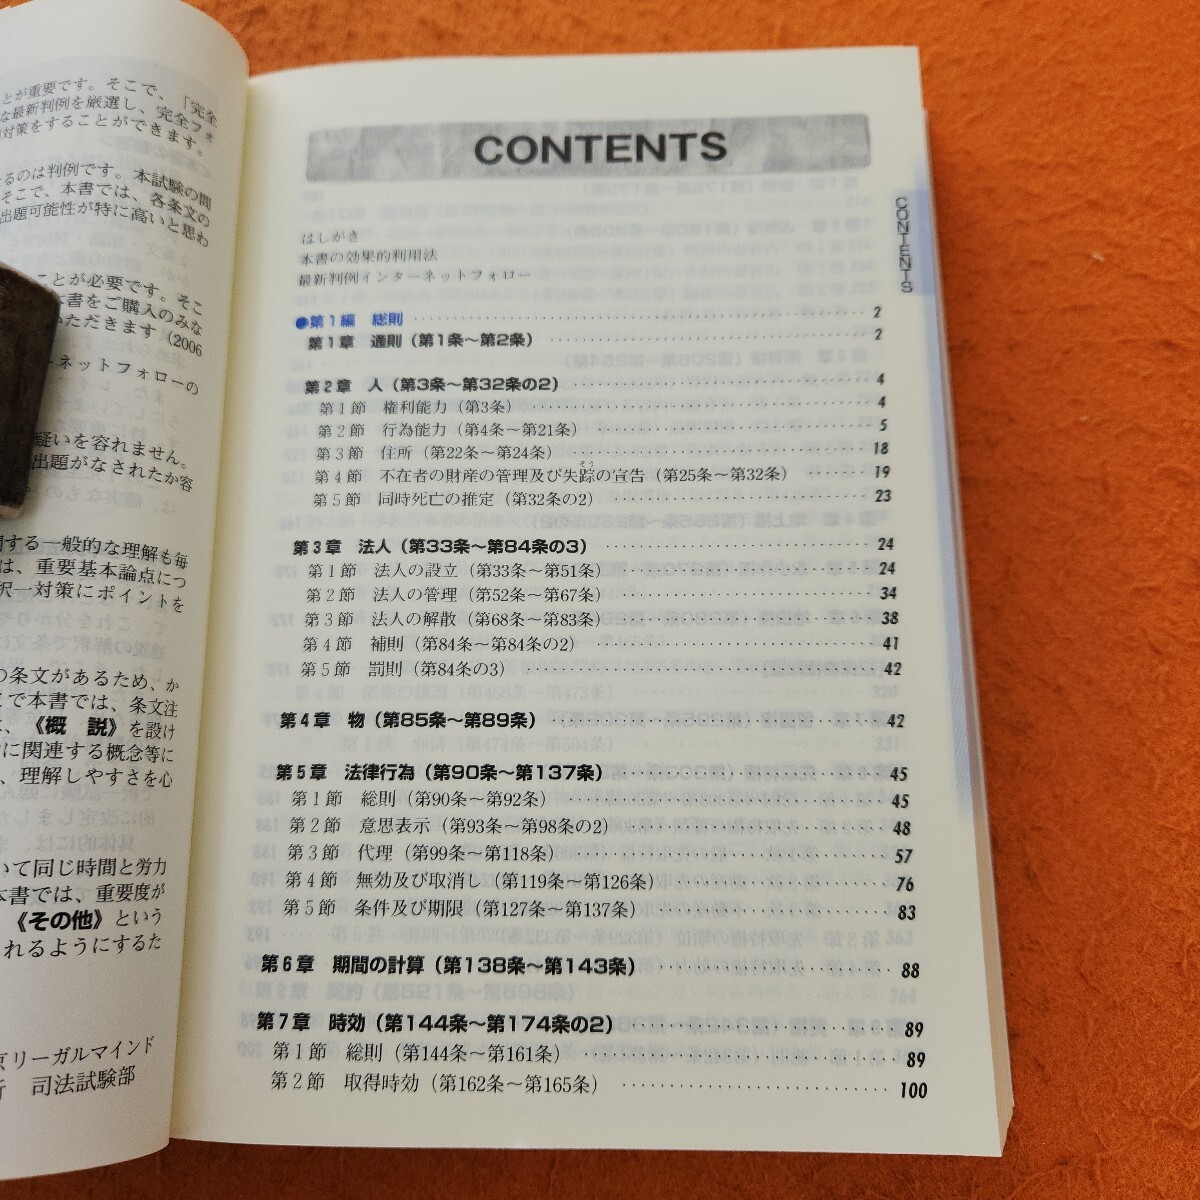 とが重要です。そこで、「完全
な最新判例を厳選し、完全フォ
対策をすることができます。
るのは判例です。本試験の問
そこで、本書では、各条文の
出題可能性が特に高いと思わ
ことが必要です。そこ
本書をご購入のみな
いただきます（2006
ーネットフォローの
疑いを容れません。
出題がなされたか容
する一般的な理解も毎
は、重要基本論点につ
択一対策にポイントを
の条文があるため、か
で本書では、条文注
、《概　説》を設け
に関連する概念等に
、理解しやすさを心
いて同じ時間と労力
本書では、重要度が
《その他》という
れるようにするた
京リーガルマインド
所　司法試験部
CONTENTS
はしがき
本書の効果的利用法
最新判例インターネットフォロー
●第1編　総則 2
第1章　通則（第1条〜第2条） 2
第2章　人（第3条〜第32条の2） 4
第1節　権利能力（第3条） 4
第2節　行為能力（第4条〜第21条） 5
第3節　住所（第22条〜第24条） 18
第4節　不在者の財産の管理及び失踪の宣告（第25条〜第32条） 19
第5節　同時死亡の推定（第32条の2） 23
第3章　法人（第33条〜第84条の3） 24
第1節　法人の設立（第33条〜第51条） 24
第2節　法人の管理（第52条〜第67条） 34
第3節　法人の解散（第68条〜第83条） 38
第4節　補則（第84条〜第84条の2） 41
第5節　罰則（第84条の3） 42
第4章　物（第85条〜第89条） 42
第5章　法律行為（第90条〜第137条） 45
第1節　総則（第90条〜第92条） 45
第2節　意思表示（第93条〜第98条の2） 48
第3節　代理（第99条〜第118条） 57
第4節　無効及び取消し（第119条〜第126条） 76
第5節　条件及び期限（第127条〜第137条） 83
第6章　期間の計算（第138条〜第143条） 88
第7章　時効（第144条〜第174条の2） 89
第1節　総則（第144条〜第161条） 89
第2節　取得時効（第162条〜第165条） 100
CONTENTS